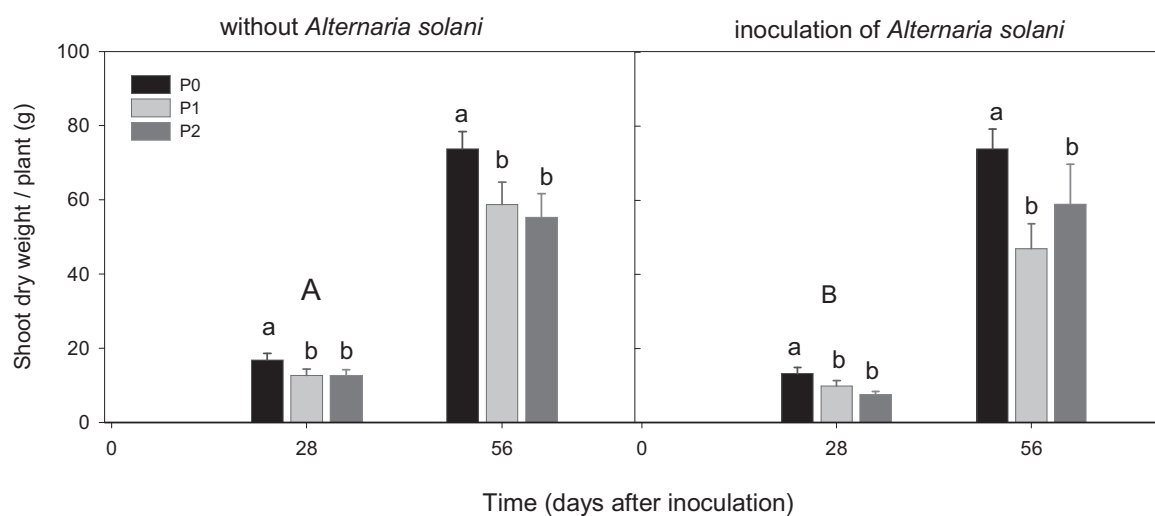 without Alternaria solani
inoculation of Alternaria solani
Shoot dry weight / plant (g)
100
80
60
40
20
0
P0
P1
P2
a
b
b
A
a
b
b
a
b
b
B
a
b
b
0
28
56
0
28
56
Time (days after inoculation)